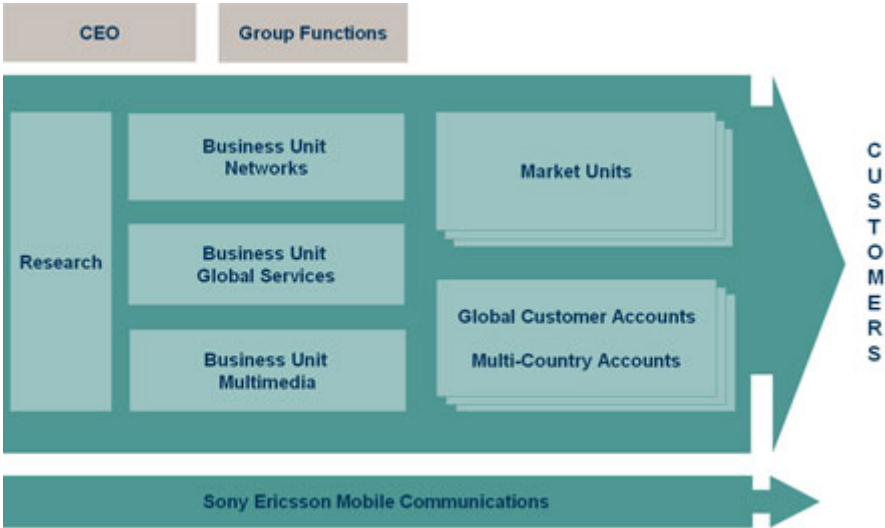 CEO
Group Functions
Research
Business Unit
Networks
Business Unit
Global Services
Business Unit
Multimedia
Market Units
Global Customer Accounts
Multi-Country Accounts
CUSTOMERS
Sony Ericsson Mobile Communications